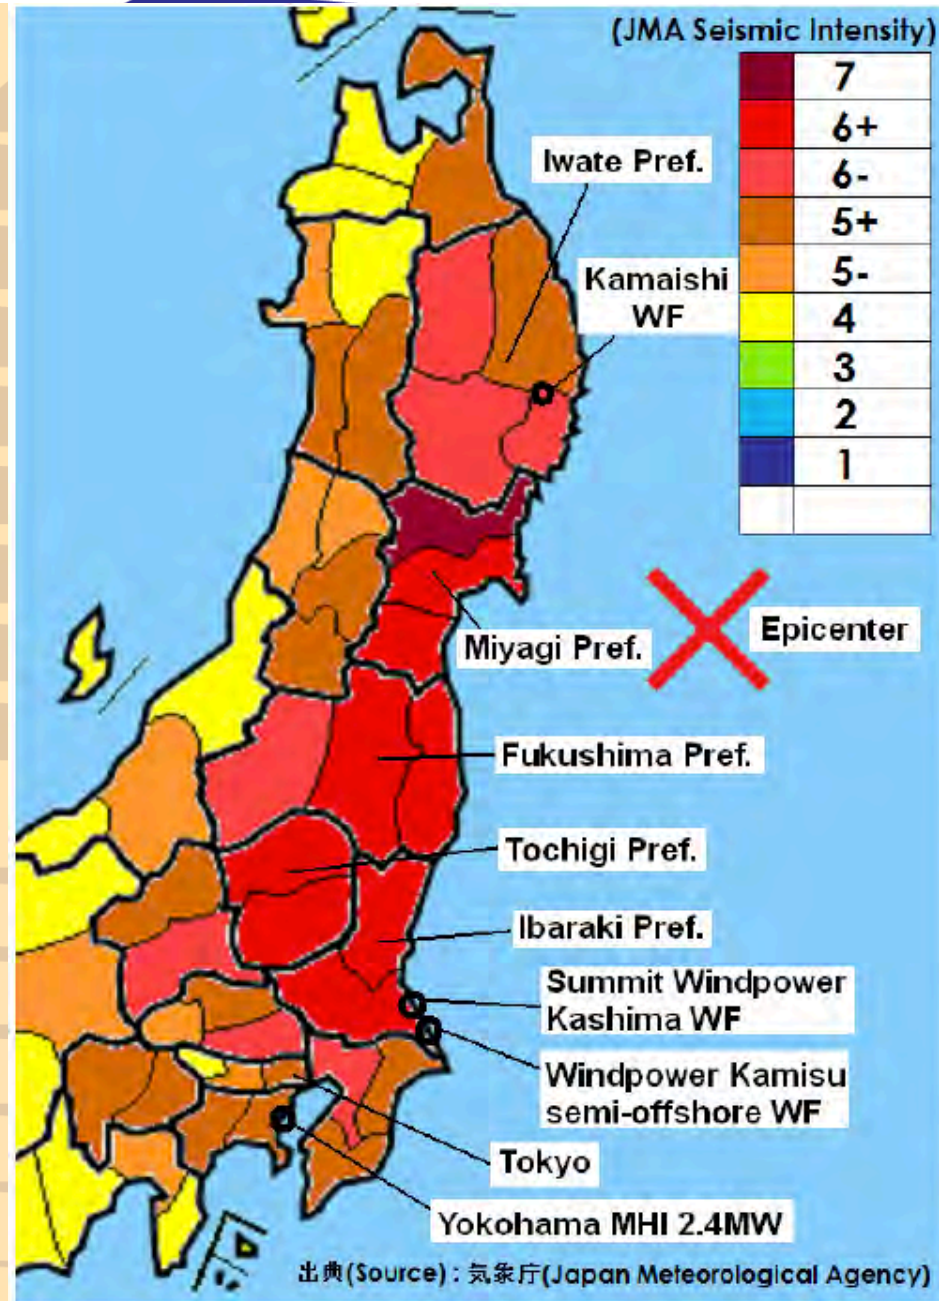 (JMA Seismic Intensity)
7
6+
6-
5+
5-
4
3
2
1
Iwate Pref.
Kamaishi
WF
Epicenter
Miyagi Pref.
Fukushima Pref.
Tochigi Pref.
Ibaraki Pref.
Summit Windpower
Kashima WF
Windpower Kamisu
semi-offshore WF
Tokyo
Yokohama MHI 2.4MW
出典(Source) : 気象庁(Japan Meteorological Agency)